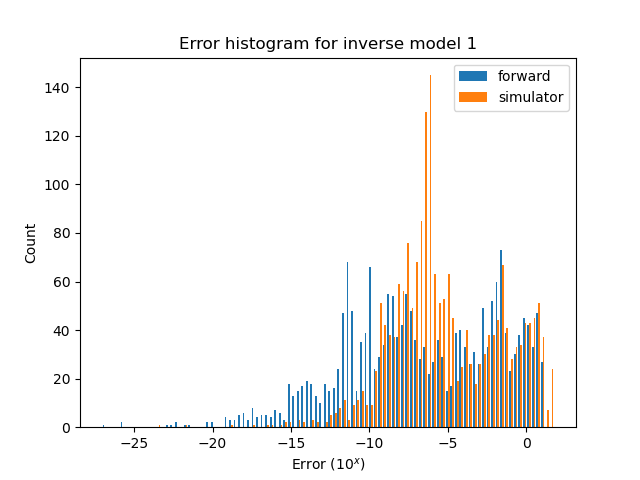 Error histogram for inverse model 1
forward
simulator
Count
140
120
100
80
60
40
20
0
−25 −20 −15 −10 −5 0
Error (10^x)